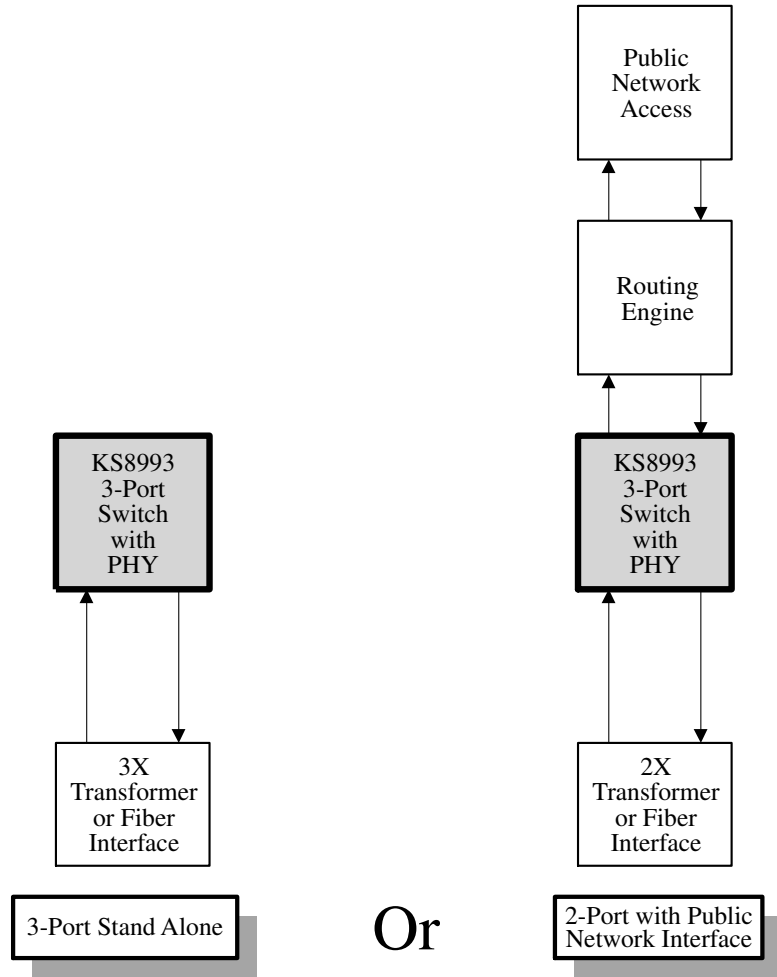 Public
Network
Access
Routing
Engine
KS8993
3-Port
Switch
with
PHY
KS8993
3-Port
Switch
with
PHY
3X
Transformer
or Fiber
Interface
2X
Transformer
or Fiber
Interface
3-Port Stand Alone
Or
2-Port with Public
Network Interface